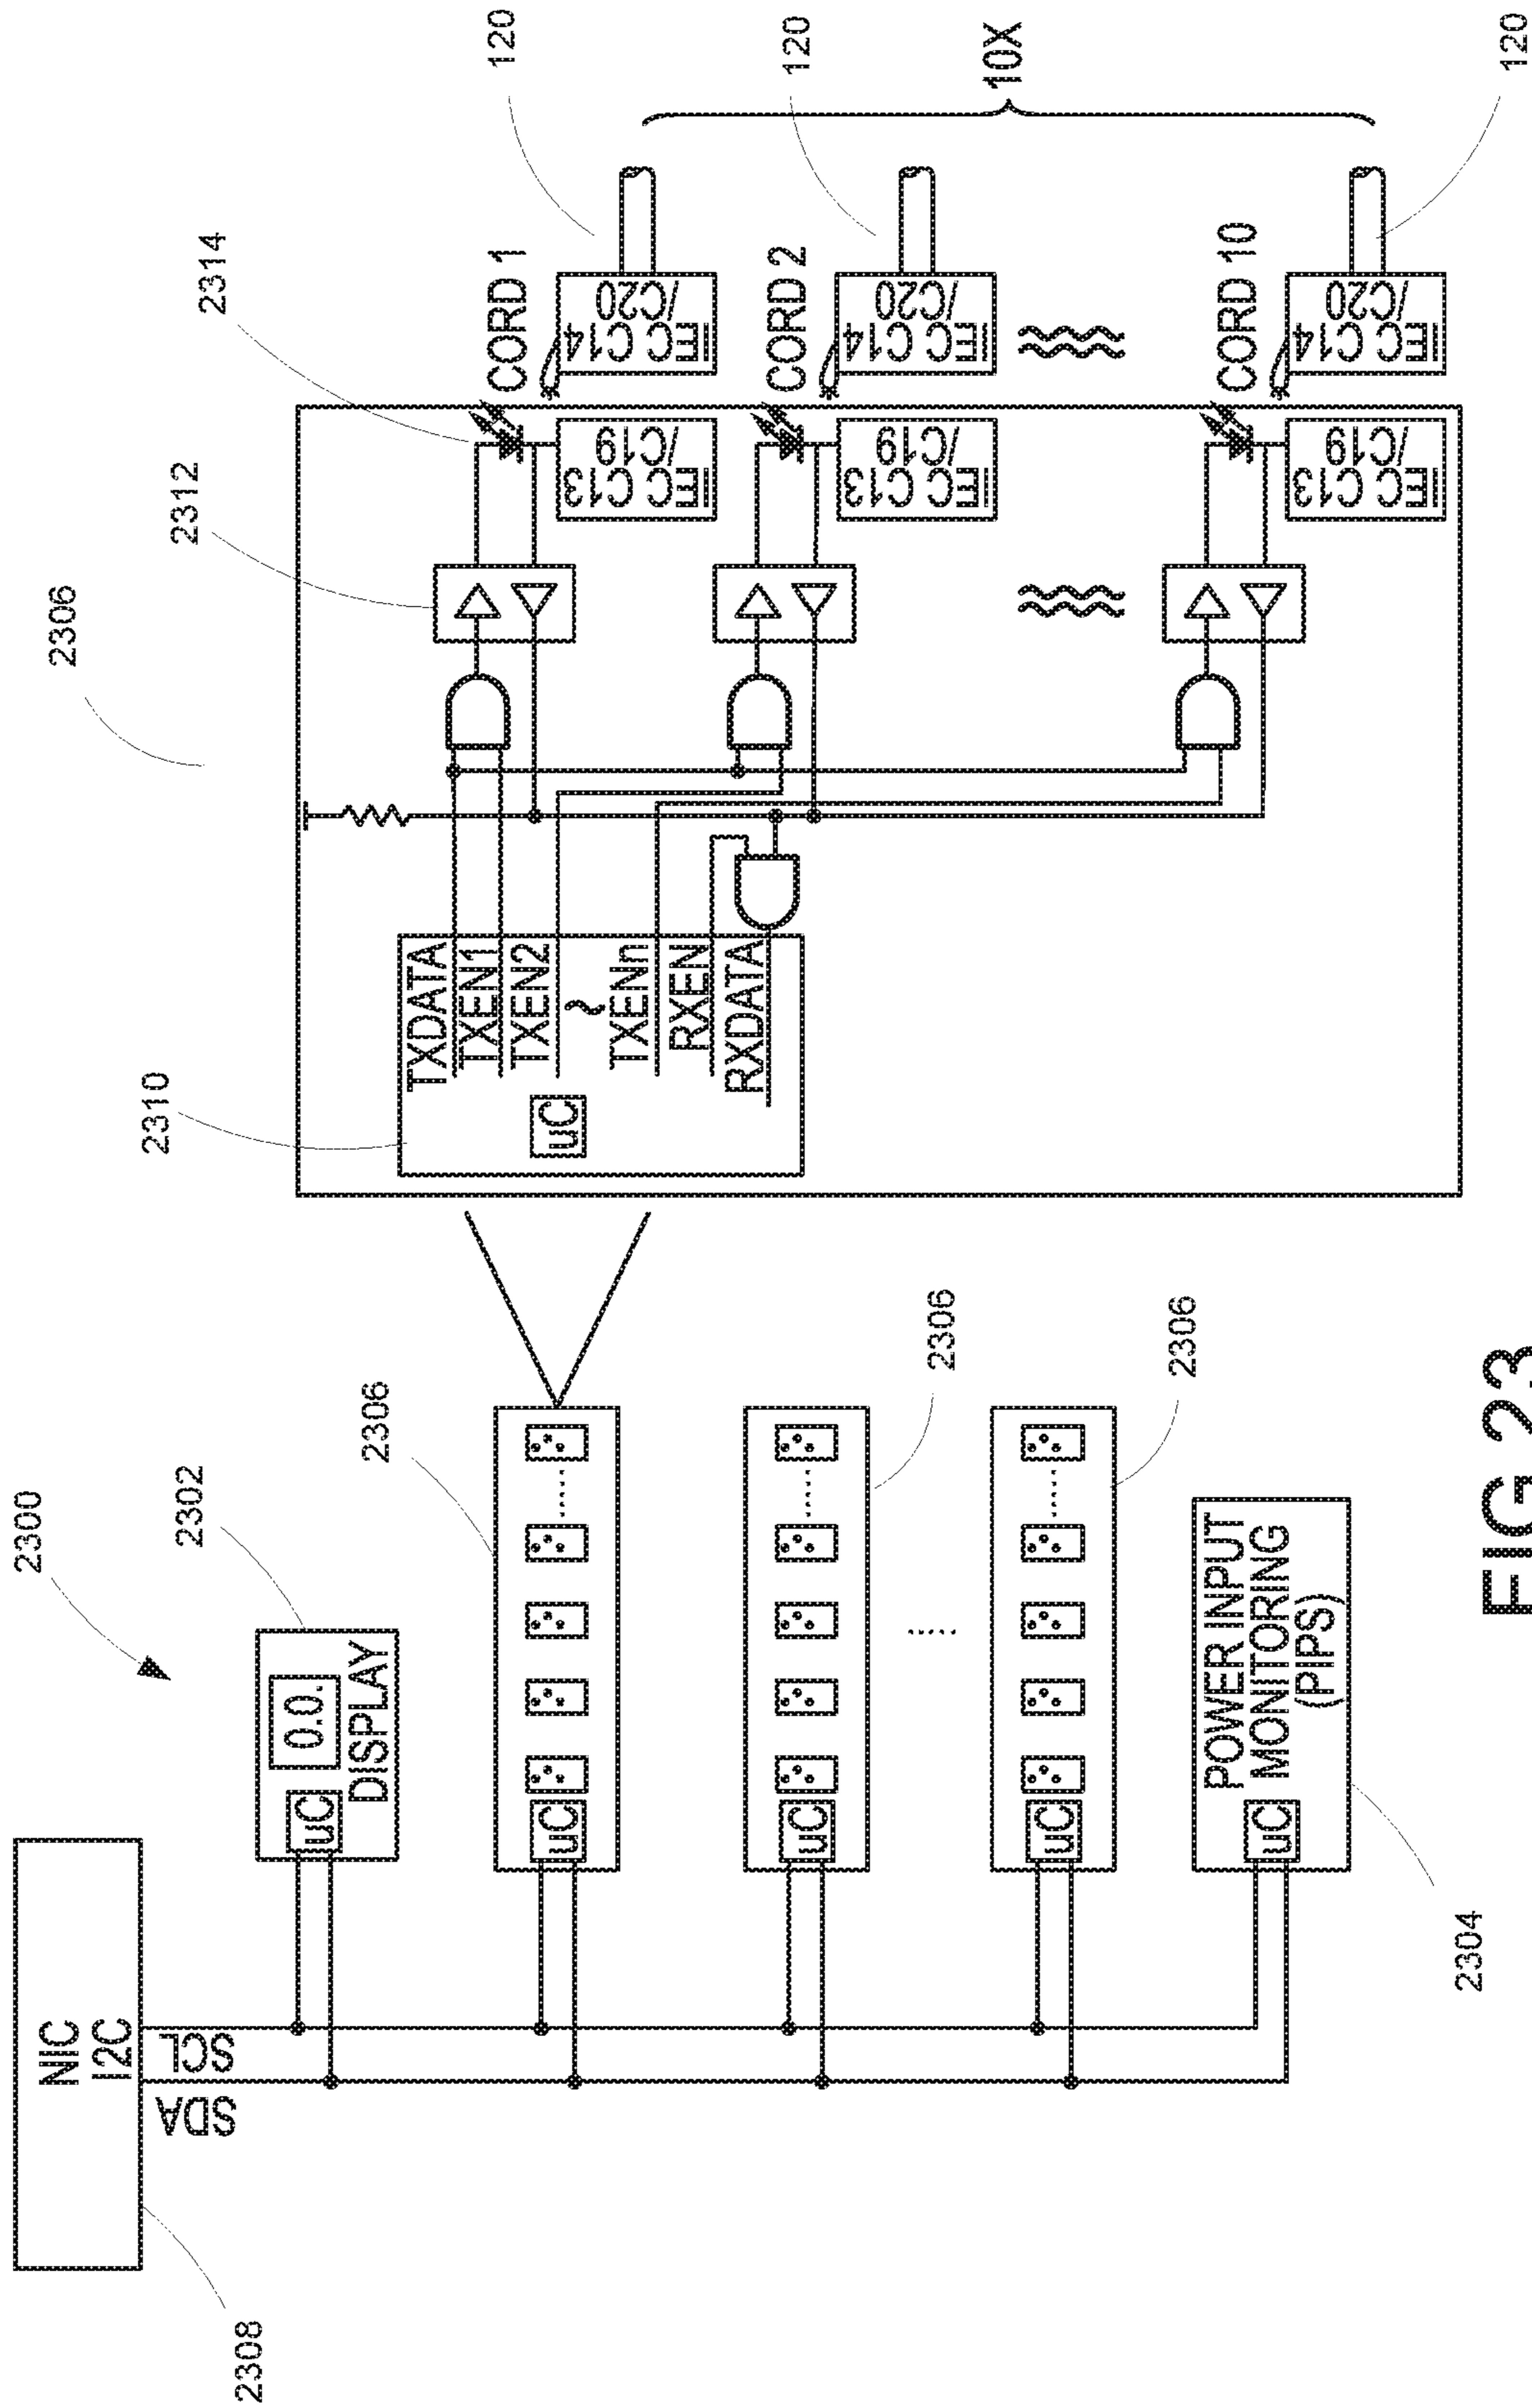 2300
2308
NIC
I2C
SDA
SCL
2302
uC
0.0.
DISPLAY
2306
uC
uC
2306
uC
2306
uC
POWER INPUT
MONITORING
(PIPS)
2304
2306
2310
uC
TXDATA
TXEN1
TXEN2
~
TXENn
RXEN
RXDATA
2312
2314
IEC C13
/C19
IEC C13
/C19
IEC C13
/C19
CORD 1
IEC C14
/C20
120
CORD 2
IEC C14
/C20
120
CORD 10
IEC C14
/C20
120
10X
FIG 23